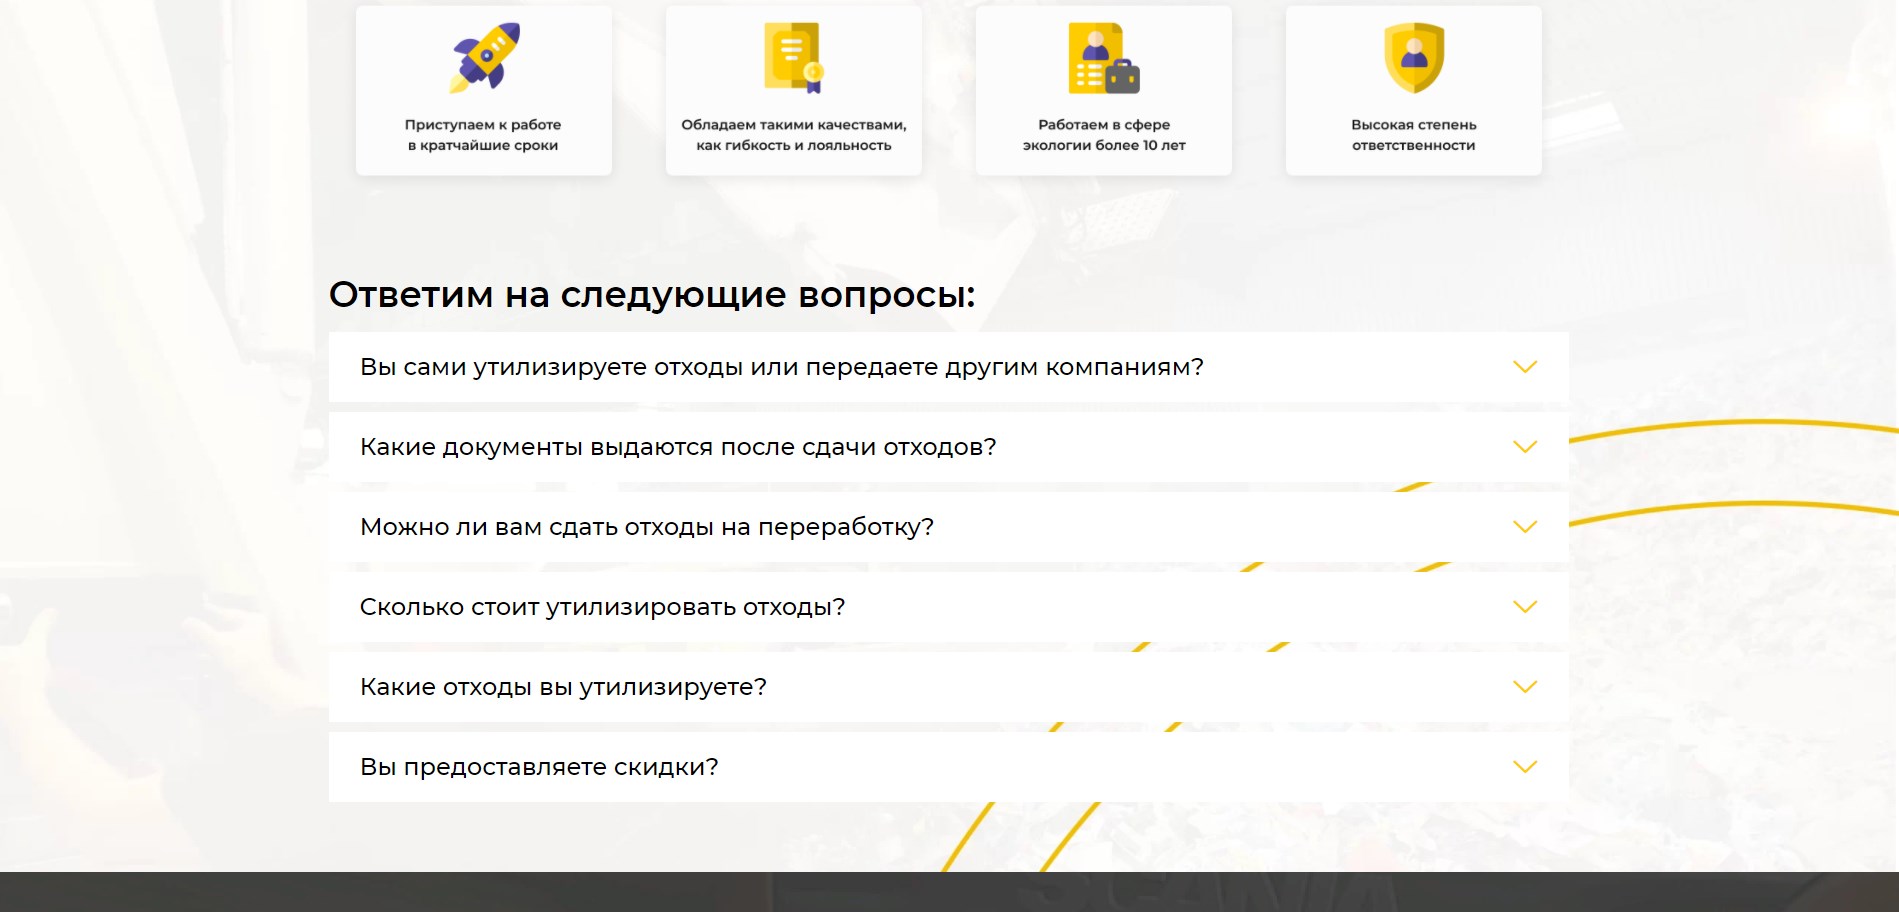 Приступаем к работе
в кратчайшие сроки
Обладаем такими качествами,
как гибкость и лояльность
Работаем в сфере
экологии более 10 лет
Высокая степень
ответственности
Ответим на следующие вопросы:
Вы сами утилизируете отходы или передаете другим компаниям?
Какие документы выдаются после сдачи отходов?
Можно ли вам сдать отходы на переработку?
Сколько стоит утилизировать отходы?
Какие отходы вы утилизируете?
Вы предоставляете скидки?
SCANIA